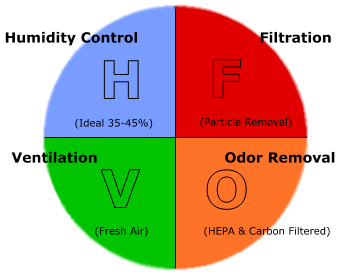 Humidity Control
H
(Ideal 35-45%)
Filtration
F
(Particle Removal)
Ventilation
V
(Fresh Air)
Odor Removal
O
(HEPA & Carbon Filtered)